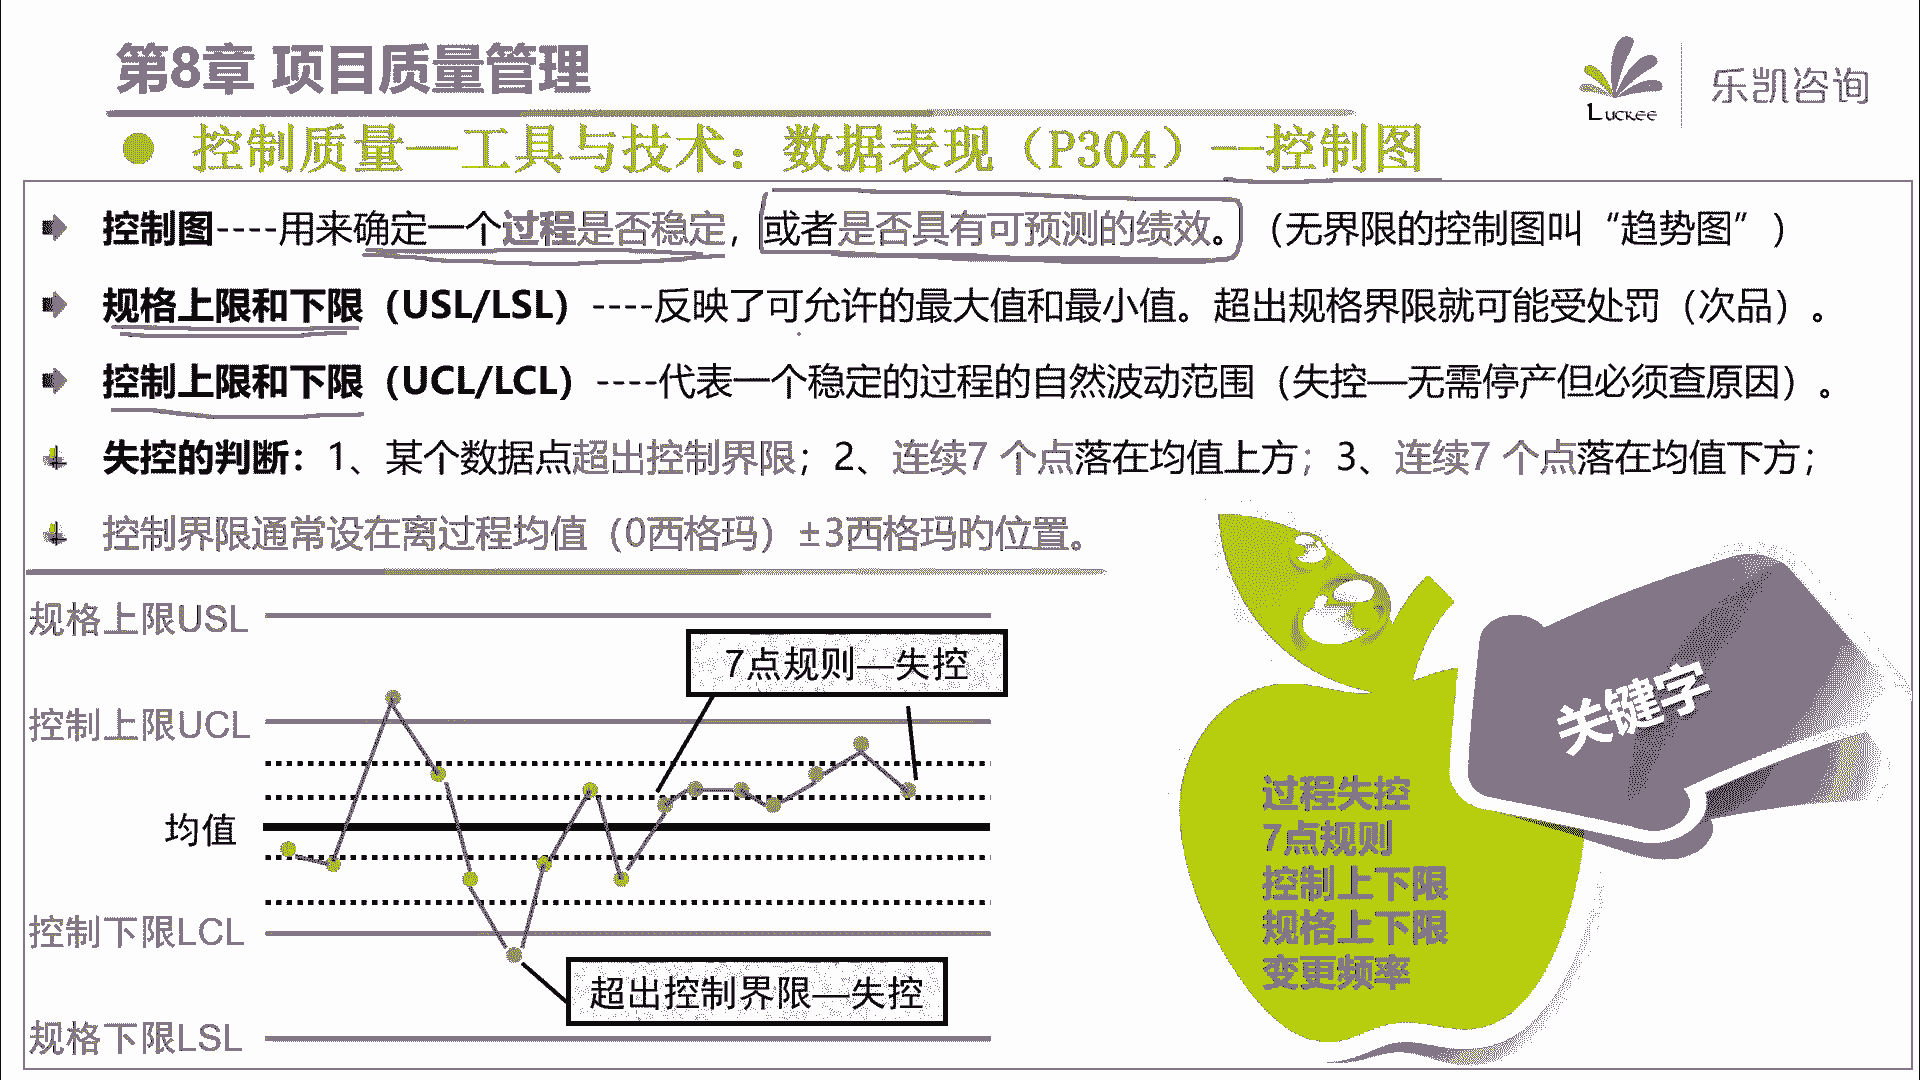 第8章 项目质量管理
Luckee
乐凯咨询
控制质量—工具与技术：数据表现（P304）--控制图
控制图----用来确定一个过程是否稳定，或者是否具有可预测的绩效。（无界限的控制图叫“趋势图”）
规格上限和下限（USL/LSL）----反映了可允许的最大值和最小值。超出规格界限就可能受处罚（次品）。
控制上限和下限（UCL/LCL）----代表一个稳定的过程的自然波动范围（失控—无需停产但必须查原因）。
失控的判断：1、某个数据点超出控制界限；2、连续7 个点落在均值上方；3、连续7 个点落在均值下方；
控制界限通常设在离过程均值（0西格玛）±3西格玛旳位置。
规格上限USL
7点规则—失控
控制上限UCL
均值
控制下限LCL
超出控制界限—失控
规格下限LSL
关键字
过程失控
7点规则
控制上下限
规格上下限
变更频率